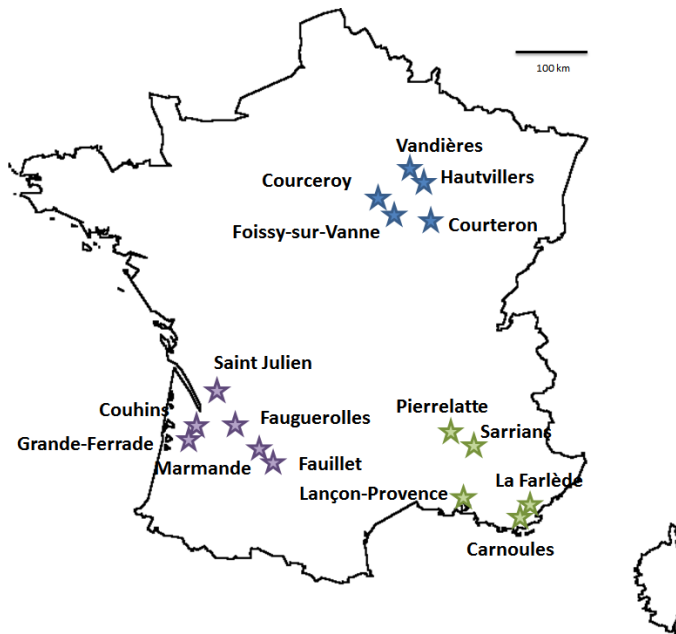 100 km
Vandières
Hautvillers
Courceroy
Foissy-sur-Vanne
Courteron
Saint Julien
Couhins
Fauguerolles
Grande-Ferrade
Marmande
Fauillet
Pierrelatte
Sarrians
La Farlède
Lançon-Provence
Carnoules